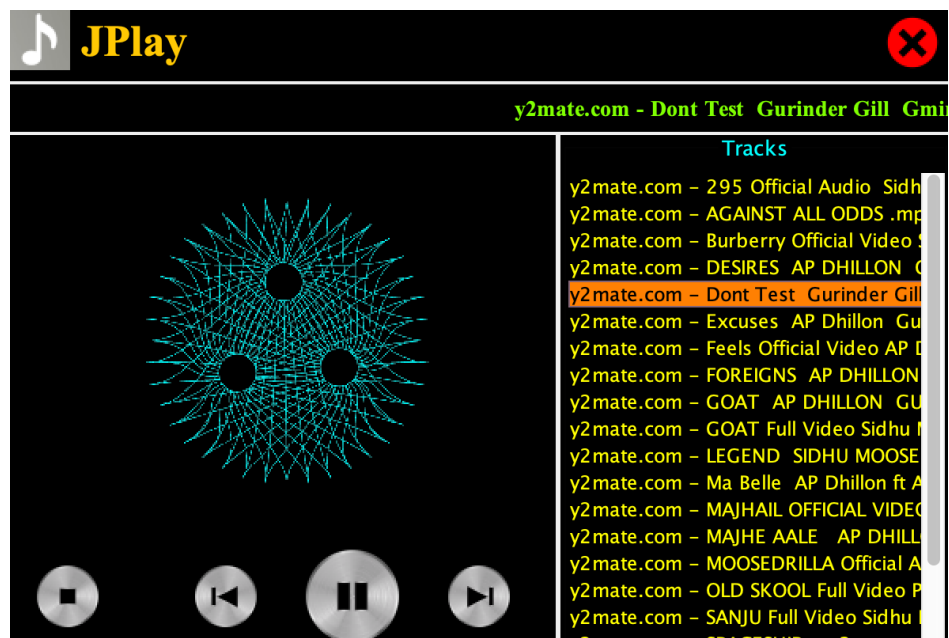 JPlay
y2mate.com - Dont Test  Gurinder Gill  Gmi
Tracks
y2mate.com - 295 Official Audio  Sidh
y2mate.com - AGAINST ALL ODDS .mp
y2mate.com - Burberry Official Video
y2mate.com - DESIRES  AP DHILLON
y2mate.com - Dont Test  Gurinder Gill
y2mate.com - Excuses  AP Dhillon  Gu
y2mate.com - Feels Official Video AP
y2mate.com - FOREIGNS  AP DHILLON
y2mate.com - GOAT  AP DHILLON  GU
y2mate.com - GOAT Full Video Sidhu
y2mate.com - LEGEND  SIDHU MOOSE
y2mate.com - Ma Belle  AP Dhillon ft A
y2mate.com - MAJHAIL OFFICIAL VIDEO
y2mate.com - MAJHE AALE   AP DHILL
y2mate.com - MOOSEDRILLA Official A
y2mate.com - OLD SKOOL Full Video P
y2mate.com - SANJU Full Video Sidhu